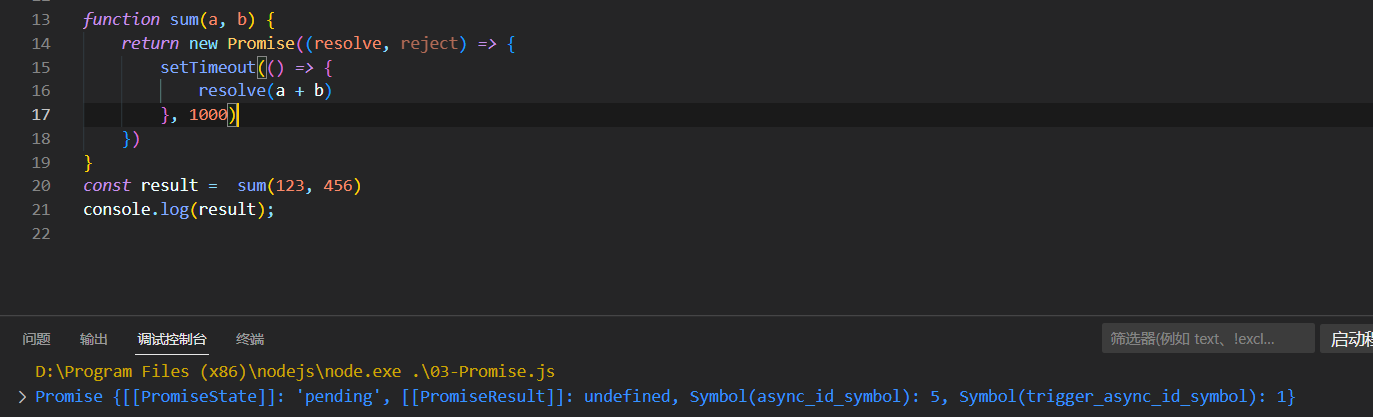 13 function sum(a, b) {
14     return new Promise((resolve, reject) => {
15         setTimeout(() => {
16             resolve(a + b)
17         }, 1000)
18     })
19 }
20 const result =  sum(123, 456)
21 console.log(result);
22
问题 输出 调试控制台 终端 筛选器(例如 text、!excl... 启动程
D:\Program Files (x86)\nodejs\node.exe .\03-Promise.js
Promise {[[PromiseState]]: 'pending', [[PromiseResult]]: undefined, Symbol(async_id_symbol): 5, Symbol(trigger_async_id_symbol): 1}